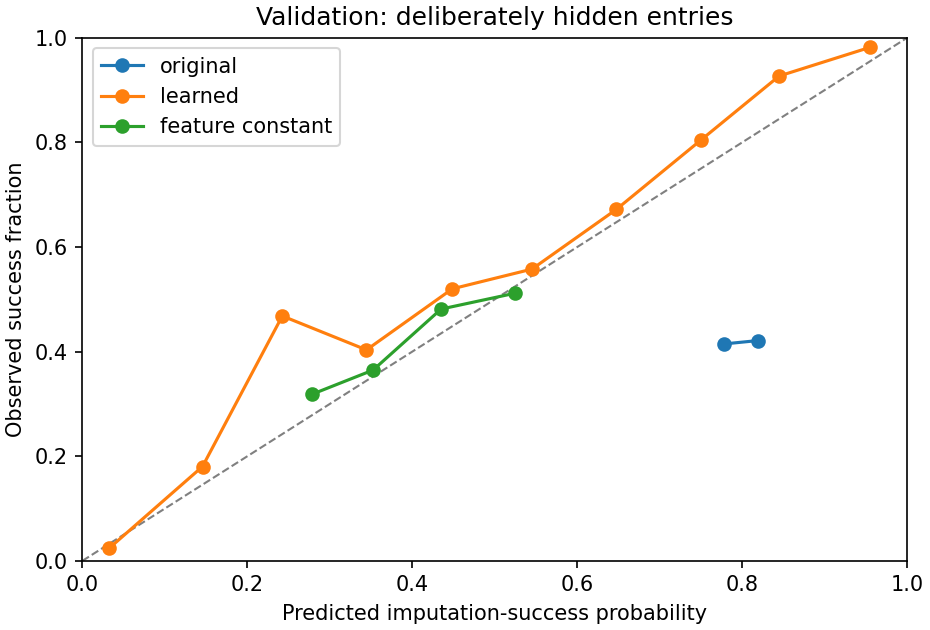 Validation: deliberately hidden entries
original
learned
feature constant
Observed success fraction
1.0
0.8
0.6
0.4
0.2
0.0
0.0 0.2 0.4 0.6 0.8 1.0
Predicted imputation-success probability